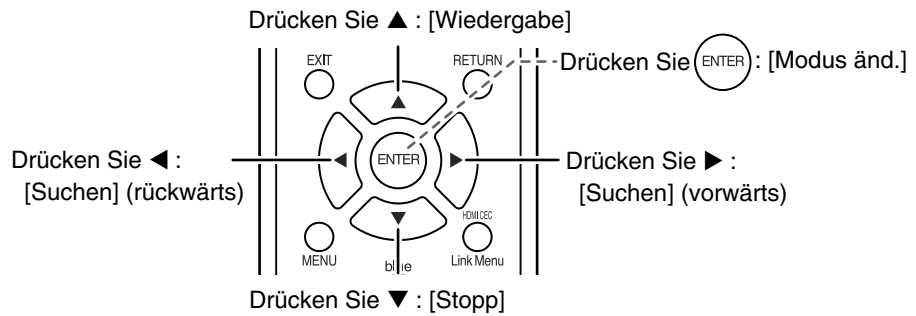 Drücken Sie ▲ : [Wiedergabe]
EXIT
RETURN
Drücken Sie ENTER : [Modus änd.]
Drücken Sie ◀ :
[Suchen] (rückwärts)
ENTER
Drücken Sie ▶ :
[Suchen] (vorwärts)
MENU
HDMI CEC
Link Menu
Drücken Sie ▼ : [Stopp]